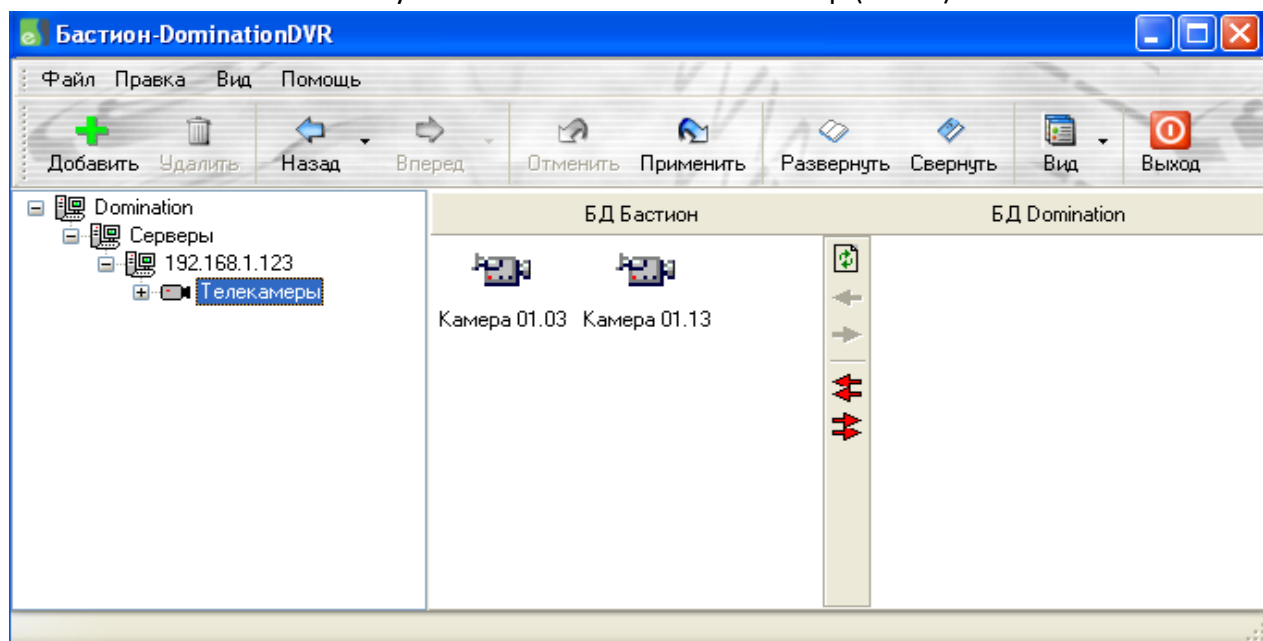 Бастион-DominationDVR
Файл Правка Вид Помощь
Добавить Удалить Назад Вперед Отменить Применить Развернуть Свернуть Вид Выход
Domination
Серверы
192.168.1.123
Телекамеры
БД Бастион БД Domination
Камера 01.03 Камера 01.13